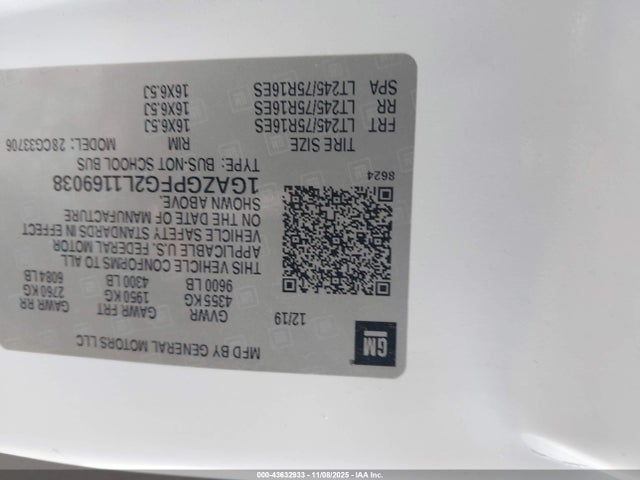 MFD BY GENERAL MOTORS LLC
12/19
GM
GVWR GAWR FRT GAWR RR
4355 KG 1950 KG 2760 KG
9600 LB 4300 LB 6084 LB
THIS VEHICLE CONFORMS TO ALL
APPLICABLE U.S. FEDERAL MOTOR
VEHICLE SAFETY STANDARDS IN EFFECT
ON THE DATE OF MANUFACTURE
SHOWN ABOVE.
1GAZGPFG2L1169038
TYPE: BUS-NOT SCHOOL BUS
MODEL: 28CG33706
8624
TIRE SIZE RIM
FRT LT245/75R16ES 16X6.5J
RR LT245/75R16ES 16X6.5J
SPA LT245/75R16ES 16X6.5J
000-43632933 - 11/08/2025 - IAAI.COM